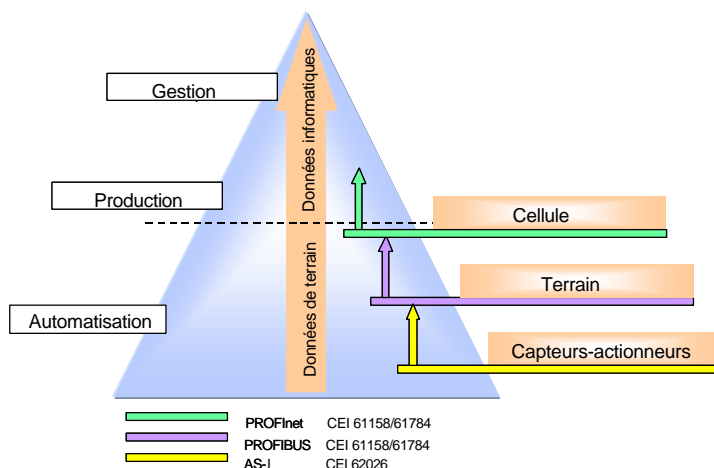 Gestion
Données informatiques
Production
Cellule
Données de terrain
Terrain
Automatisation
Capteurs-actionneurs
PROFInet CEI 61158/61784
PROFIBUS CEI 61158/61784
AS-I CEI 62026